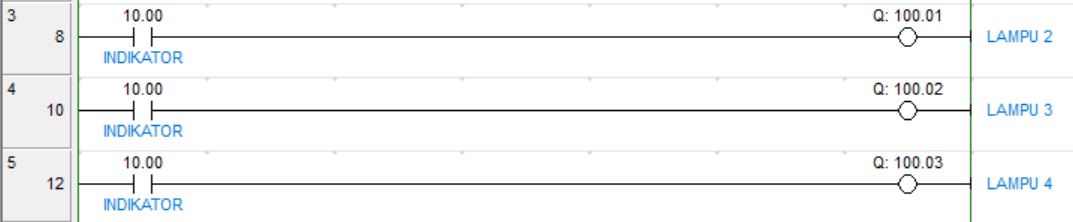 3 10.00 Q: 100.01
8 LAMPU 2
INDIKATOR
4 10.00 Q: 100.02
10 LAMPU 3
INDIKATOR
5 10.00 Q: 100.03
12 LAMPU 4
INDIKATOR